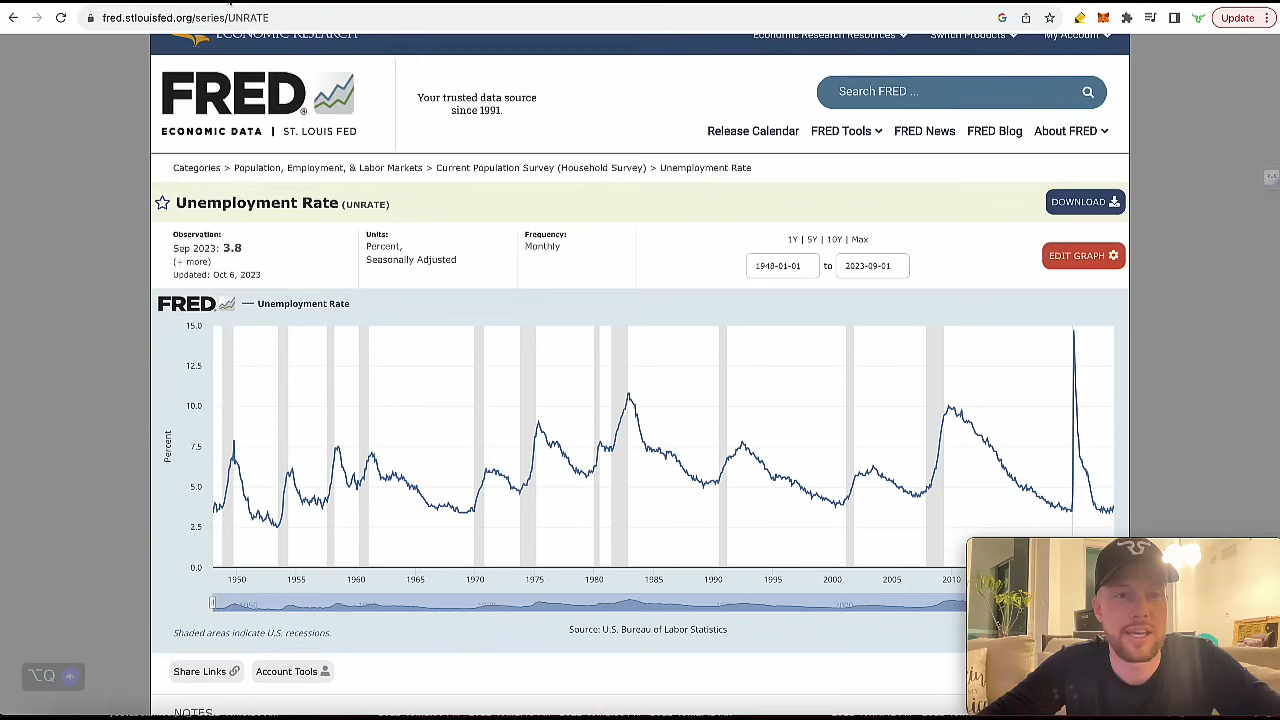 fred.stlouisfed.org/series/UNRATE
Update
ECONOMIC RESEARCH
Economic Research Resources
Switch Products
My Account
FRED
ECONOMIC DATA | ST. LOUIS FED
Your trusted data source
since 1991.
Search FRED ...
Release Calendar FRED Tools FRED News FRED Blog About FRED
Categories > Population, Employment, & Labor Markets > Current Population Survey (Household Survey) > Unemployment Rate
Unemployment Rate (UNRATE)
DOWNLOAD
Observation:
Sep 2023: 3.8
(+ more)
Updated: Oct 6, 2023
Units:
Percent,
Seasonally Adjusted
Frequency:
Monthly
1Y | 5Y | 10Y | Max
1948-01-01 to 2023-09-01
EDIT GRAPH
FRED — Unemployment Rate
15.0
12.5
10.0
7.5
5.0
2.5
0.0
Percent
1950 1955 1960 1965 1970 1975 1980 1985 1990 1995 2000 2005 2010
Shaded areas indicate U.S. recessions.
Source: U.S. Bureau of Labor Statistics
Share Links
Account Tools
⌥Q
NOTES